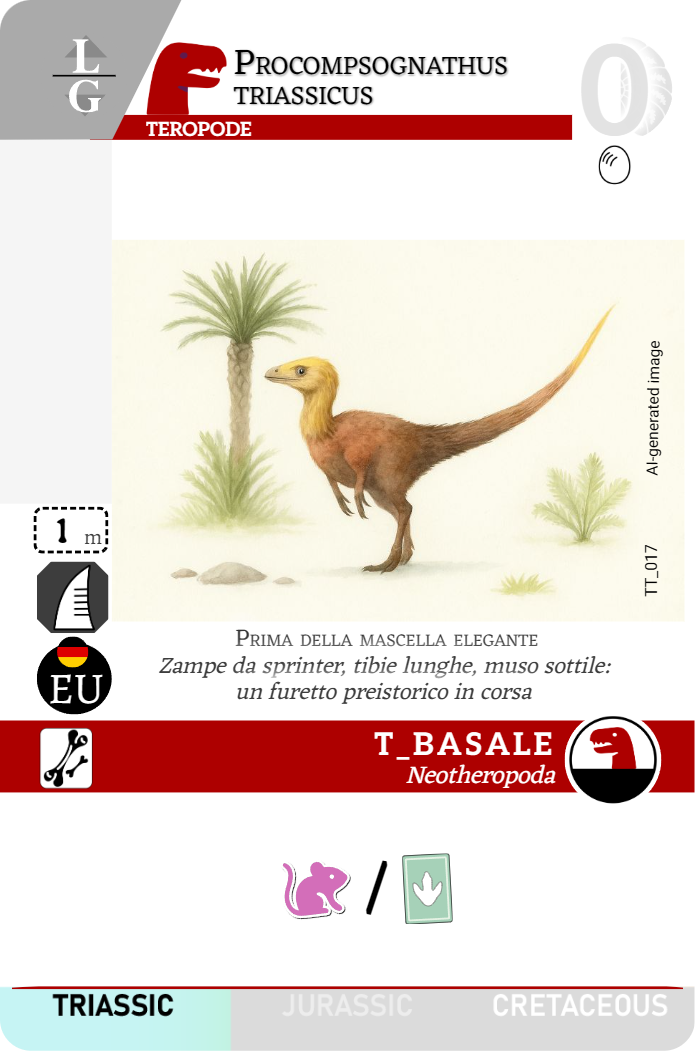 L
G
PROCOMPSOGNATHUS
TRIASSICUS
TEROPODE
0
AI-generated image
TT_017
1 m
EU
PRIMA DELLA MASCELLA ELEGANTE
Zampe da sprinter, tibie lunghe, muso sottile:
un furetto preistorico in corsa
T_BASALE
Neotheropoda
/
TRIASSIC JURASSIC CRETACEOUS